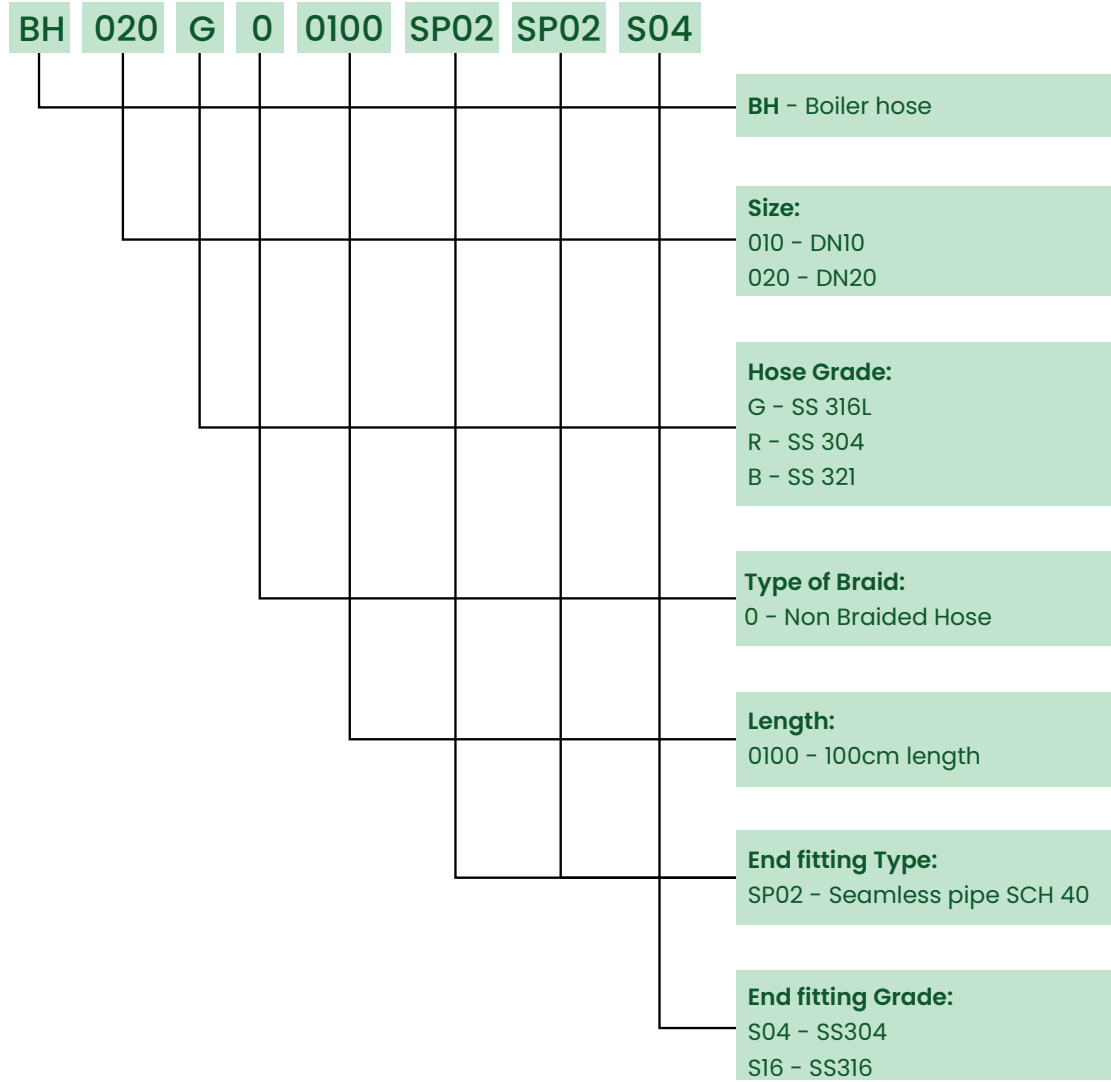 BH 020 G 0 0100 SP02 SP02 S04
BH - Boiler hose
Size:
010 - DN10
020 - DN20
Hose Grade:
G - SS 316L
R - SS 304
B - SS 321
Type of Braid:
0 - Non Braided Hose
Length:
0100 - 100cm length
End fitting Type:
SP02 - Seamless pipe SCH 40
End fitting Grade:
S04 - SS304
S16 - SS316